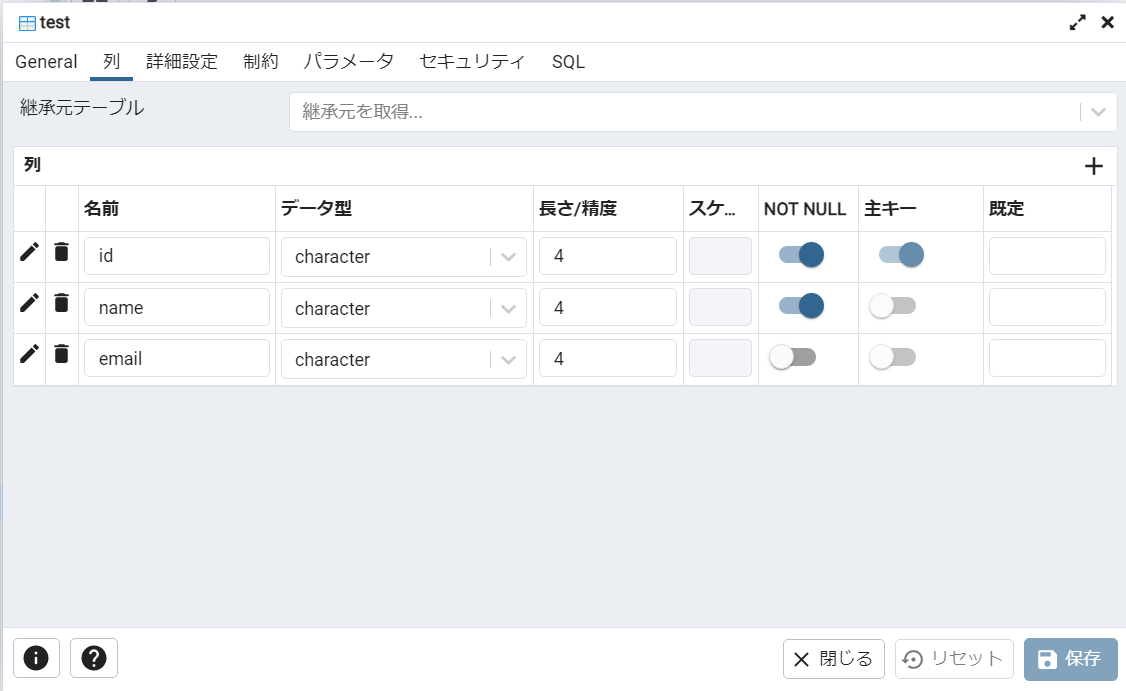 test
General 列 詳細設定 制約 パラメータ セキュリティ SQL
継承元テーブル 継承元を取得...
列
名前 データ型 長さ/精度 スケ... NOT NULL 主キー 既定
id character 4
name character 4
email character 4
閉じる リセット 保存